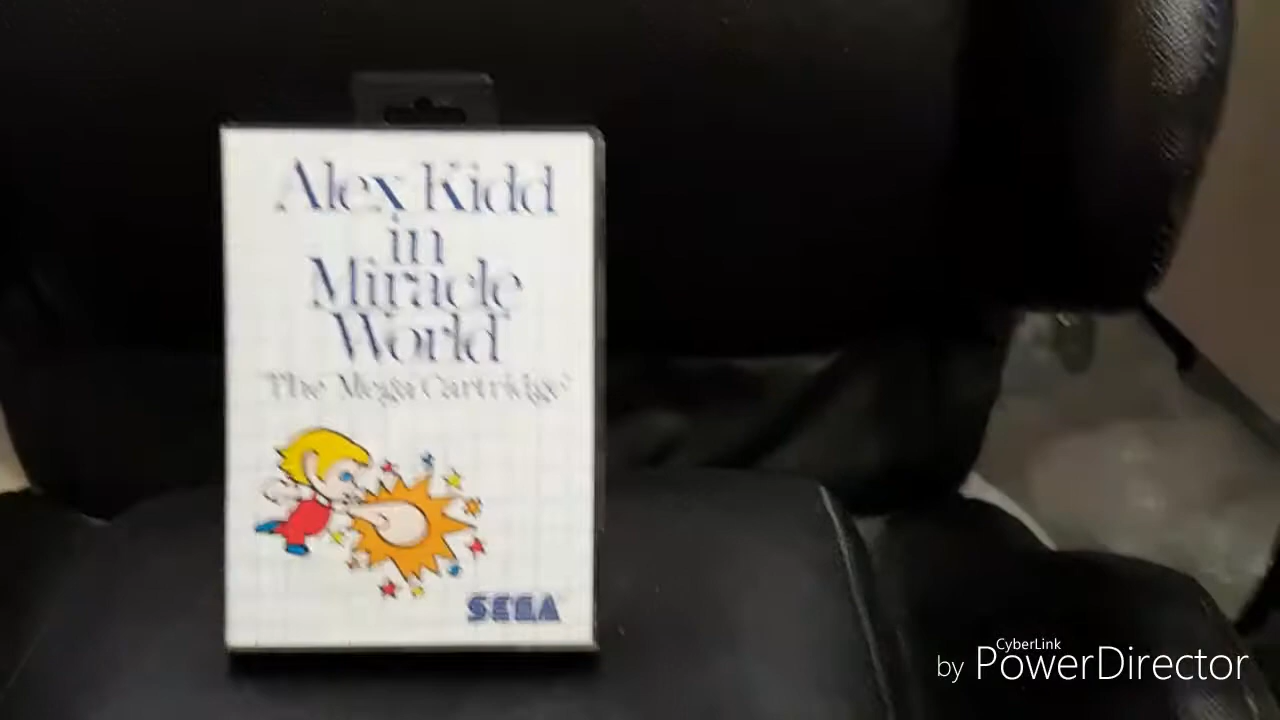 Alex Kidd
in
Miracle
World
The Mega Cartridge
SEGA
CyberLink
by PowerDirector